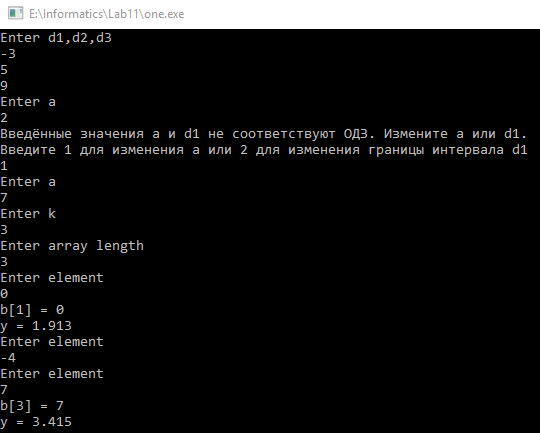 E:\Informatics\Lab11\one.exe
Enter d1,d2,d3
-3
5
9
Enter a
2
Введённые значения a и d1 не соответствуют ОДЗ. Измените a или d1.
Введите 1 для изменения a или 2 для изменения границы интервала d1
1
Enter a
7
Enter k
3
Enter array length
3
Enter element
0
b[1] = 0
y = 1.913
Enter element
-4
Enter element
7
b[3] = 7
y = 3.415